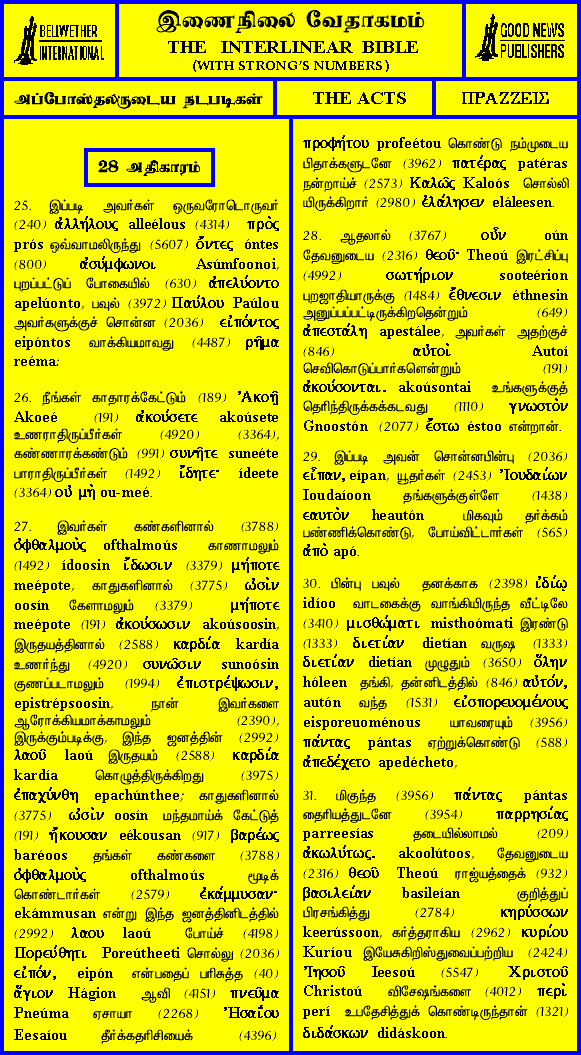 BELLWETHER
INTERNATIONAL
இணைநிலை வேதாகமம்
THE INTERLINEAR BIBLE
(WITH STRONG'S NUMBERS)
GOOD NEWS
PUBLISHERS
அப்போஸ்தலருடைய நடபடிகள்
THE ACTS
ΠΡΑΖΖΕΙΣ
28 அதிகாரம்
25. இப்படி அவர்கள் ஒருவரோடொருவர்
(240) ἀλλήλους alleélous (4314) πρὸς
prós ஒவ்வாமலிருந்து (5607) ὄντες óntes
(800) ἀσύμφωνοι Asúmfoonoi,
புறப்பட்டுப் போகையில் (630) ἀπελύοντο
apelúonto, பவுல் (3972) Παύλου Paúlou
அவர்களுக்குச் சொன்ன (2036) εἰπόντος
eipóntos வாக்கியமாவது (4487) ρῆμα
reéma:
26. நீங்கள் காதாரக்கேட்டும் (189) Ἀκοῇ
Akoeé (191) ἀκούσετε akoúsete
உணராதிருப்பீர்கள் (4920) (3364),
கண்ணாரக்கண்டும் (991) συνῆτε suneéte
பாராதிருப்பீர்கள் (1492) ἴδητε· ídeete
(3364) οὐ μὴ ou-meé.
27. இவர்கள் கண்களினால் (3788)
ὀφθαλμοὺς ofthalmoús காணாமலும்
(1492) ídoosin ἴδωσιν (3379) μήποτε
meépote, காதுகளினால் (3775) ὠσὶν
oosín கேளாமலும் (3379) μήποτε
meépote (191) ἀκούσωσιν akoúsoosin,
இருதயத்தினால் (2588) καρδία kardía
உணர்ந்து (4920) συνῶσιν sunoósin
குணப்படாமலும் (1994) ἐπιστρέψωσιν,
epistrépsoosin, நான் இவர்களை
ஆரோக்கியமாக்காமலும் (2390),
இருக்கும்படிக்கு, இந்த ஜனத்தின் (2992)
λαοῦ laoú இருதயம் (2588) καρδία
kardía கொழுத்திருக்கிறது (3975)
ἐπαχύνθη epachúnthee; காதுகளினால்
(3775) ὠσὶν oosín மந்தமாய்க் கேட்டுத்
(191) ἤκουσαν eékousan (917) βαρέως
baréoos தங்கள் கண்களை (3788)
ὀφθαλμοὺς ofthalmoús மூடிக்
கொண்டார்கள் (2579) ἐκάμμυσαν·
ekámmusan என்று இந்த ஜனத்தினிடத்தில்
(2992) λαου laoú போய்ச் (4198)
Πορεύθητι Poreútheeti சொல்லு (2036)
εἰπόν, eipón என்பதைப் பரிசுத்த (40)
ἅγιον Hágion ஆவி (4151) πνεῦμα
Pneúma ஏசாயா (2268) Ἠσαΐου
Eesaíou தீர்க்கதரிசியைக் (4396)
προφήτου profeétou கொண்டு நம்முடைய
பிதாக்களுடனே (3962) πατέρας patéras
நன்றாய்ச் (2573) Καλῶς Kaloós சொல்லி
யிருக்கிறார் (2980) ἐλάλησεν eláleesen.
28. ஆதலால் (3767) οὖν oún
தேவனுடைய (2316) θεοῦ· Theoú இரட்சிப்பு
(4992) σωτήριον sooteérion
புறஜாதியாருக்கு (1484) ἔθνεσιν éthnesin
அனுப்பப்பட்டிருக்கிறதென்றும் (649)
ἀπεστάλη apestálee, அவர்கள் அதற்குச்
(846) αὐτοὶ Autoí
செவிகொடுப்பார்களென்றும் (191)
ἀκούσονται. akoúsontai உங்களுக்குத்
தெரிந்திருக்கக்கடவது (1110) γνωστὸν
Gnoostón (2077) ἔστω éstoo என்றான்.
29. இப்படி அவன் சொன்னபின்பு (2036)
εἶπαν, eípan, யூதர்கள் (2453) Ἰουδαίων
Ioudaíoon தங்களுக்குள்ளே (1438)
εαυτὸν heautón மிகவும் தர்க்கம்
பண்ணிக்கொண்டு, போய்விட்டார்கள் (565)
ἀπὸ apó.
30. பின்பு பவுல் தனக்காக (2398) ἰδίῳ
idíoo வாடகைக்கு வாங்கியிருந்த வீட்டிலே
(3410) μισθώματι misthoómati இரண்டு
(1333) διετίαν dietían வருஷ (1333)
διετίαν dietían முழுதும் (3650) ὅλην
hóleen தங்கி, தன்னிடத்தில் (846) αὐτόν,
autón வந்த (1531) εἰσπορευομένους
eisporeuoménous யாவரையும் (3956)
πάντας pántas ஏற்றுக்கொண்டு (588)
ἀπεδέχετο apedécheto,
31. மிகுந்த (3956) πάντας pántas
தைரியத்துடனே (3954) παρρησίας
parreesías தடையில்லாமல் (209)
ἀκωλύτως. akoolútoos, தேவனுடைய
(2316) θεοῦ Theoú ராஜ்யத்தைக் (932)
βασιλείαν basileían குறித்துப்
பிரசங்கித்து (2784) κηρύσσων
keerússoon, கர்த்தராகிய (2962) κυρίου
Kuríou இயேசுகிறிஸ்துவைப்பற்றிய (2424)
Ἰησοῦ Ieesoú (5547) Χριστοῦ
Christoú விசேஷங்களை (4012) περὶ
perí உபதேசித்துக் கொண்டிருந்தான் (1321)
διδάσκων didáskoon.